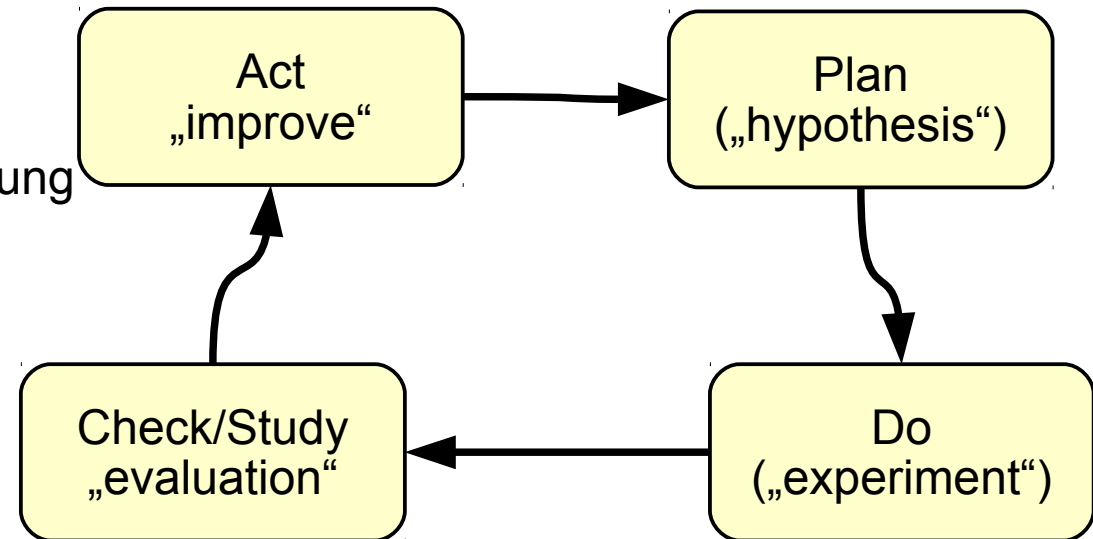 Act
„improve“
Plan
(„hypothesis“)
ung
Check/Study
„evaluation“
Do
(„experiment“)